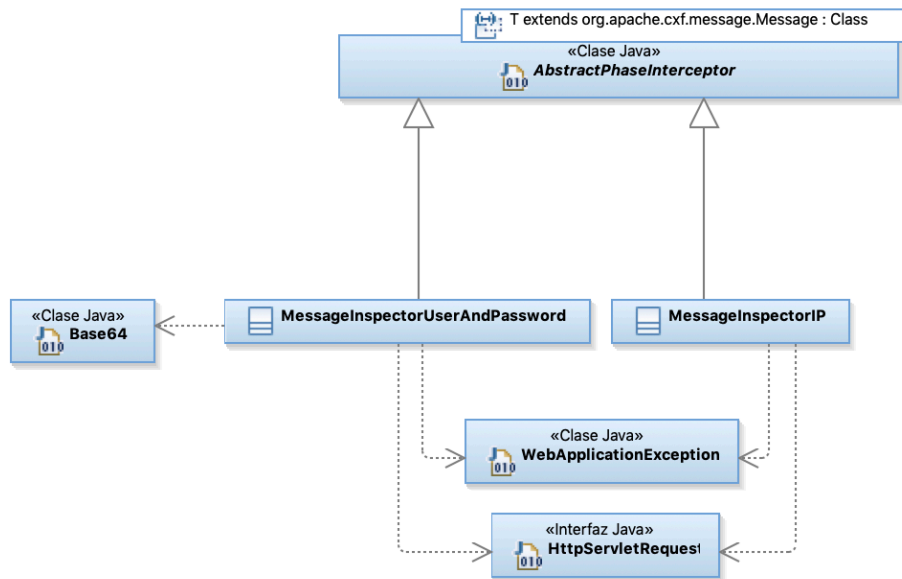 T extends org.apache.cxf.message.Message : Class
«Clase Java»
AbstractPhaseInterceptor
«Clase Java»
Base64
MessageInspectorUserAndPassword
MessageInspectorIP
«Clase Java»
WebApplicationException
«Interfaz Java»
HttpServletRequest